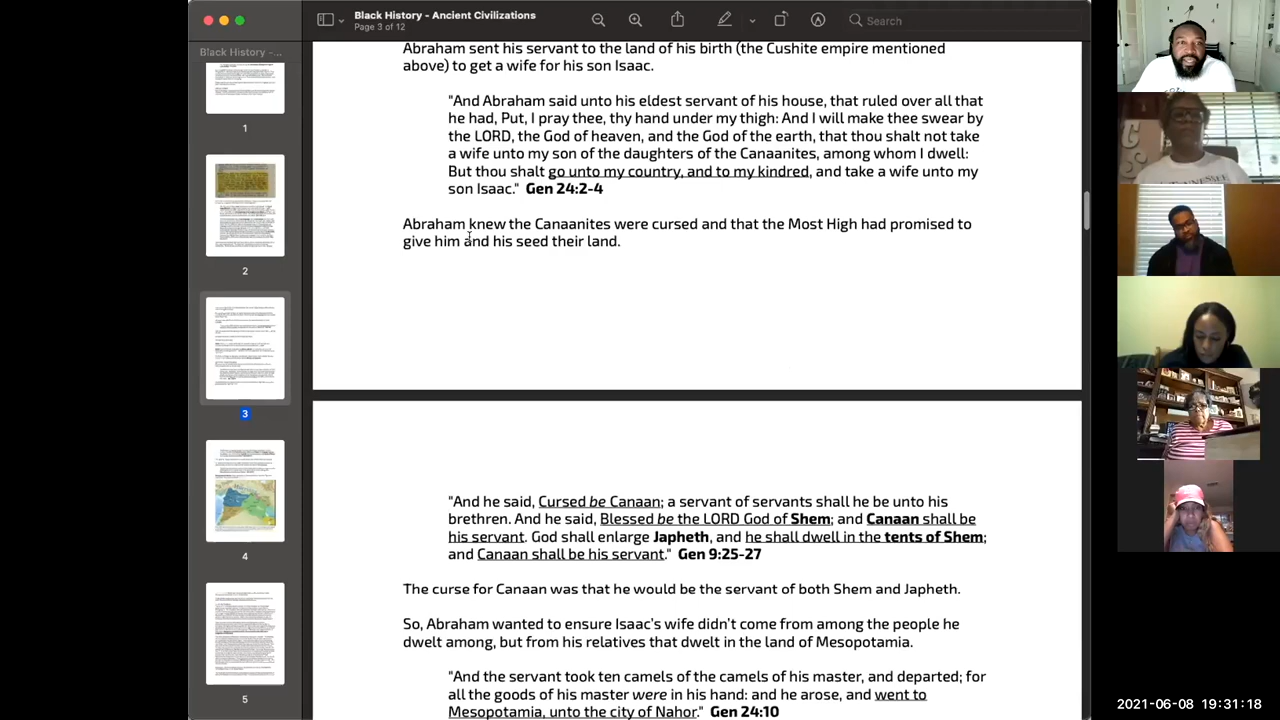 Black History - Ancient Civilizations
Page 3 of 12
Search
Black History -...
1
2
3
4
5
Abraham sent his servant to the land of his birth (the Cushite empire mentioned
above) to get a wife for his son Isaac.
"And Abraham said unto his eldest servant of his house, that ruled over all that
he had, Put, I pray thee, thy hand under my thigh: And I will make thee swear by
the LORD, the God of heaven, and the God of the earth, that thou shalt not take
a wife unto my son of the daughters of the Canaanites, among whom I dwell:
But thou shalt go unto my country, and to my kindred, and take a wife unto my
son Isaac." Gen 24:2-4
Abraham knew the Canaanites were cursed and that the Most High had promised to
give him and his seed their land.
"And he said, Cursed be Canaan; a servant of servants shall he be unto his
brethren. And he said, Blessed be the LORD God of Shem; and Canaan shall be
his servant. God shall enlarge Japheth, and he shall dwell in the tents of Shem;
and Canaan shall be his servant." Gen 9:25-27
The curse for Canaan was that he would be the servant of both Shem and Japheth.
So, Abraham wanted to ensure Isaac's wife didn't come from among the people he
dwelt among. His servant goes to his servant in the land of Mesopotamia.
"And the servant took ten camels of the camels of his master, and departed; for
all the goods of his master were in his hand: and he arose, and went to
Mesopotamia, unto the city of Nahor." Gen 24:10
2021-06-08 19:31:18